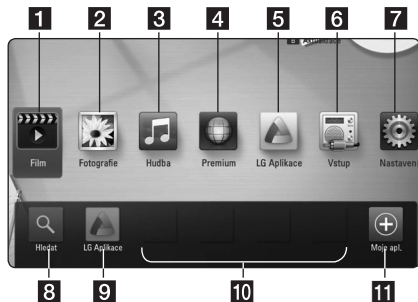 1 2 3 4 5 6 7
Film Fotografie Hudba Premium LG Aplikace Vstup Nastavení
Hledat LG Aplikace Moje apl.
8 9 10 11